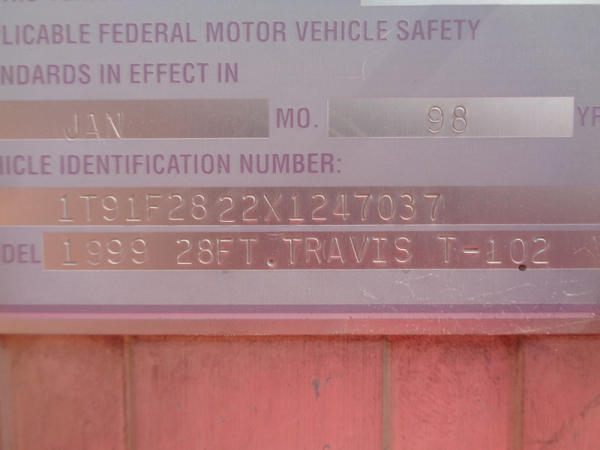 PLICABLE FEDERAL MOTOR VEHICLE SAFETY
NDARDS IN EFFECT IN
JAN MO. 98 YR
HICLE IDENTIFICATION NUMBER:
1T91F2822X1247037
DEL 1999 28FT.TRAVIS T-102